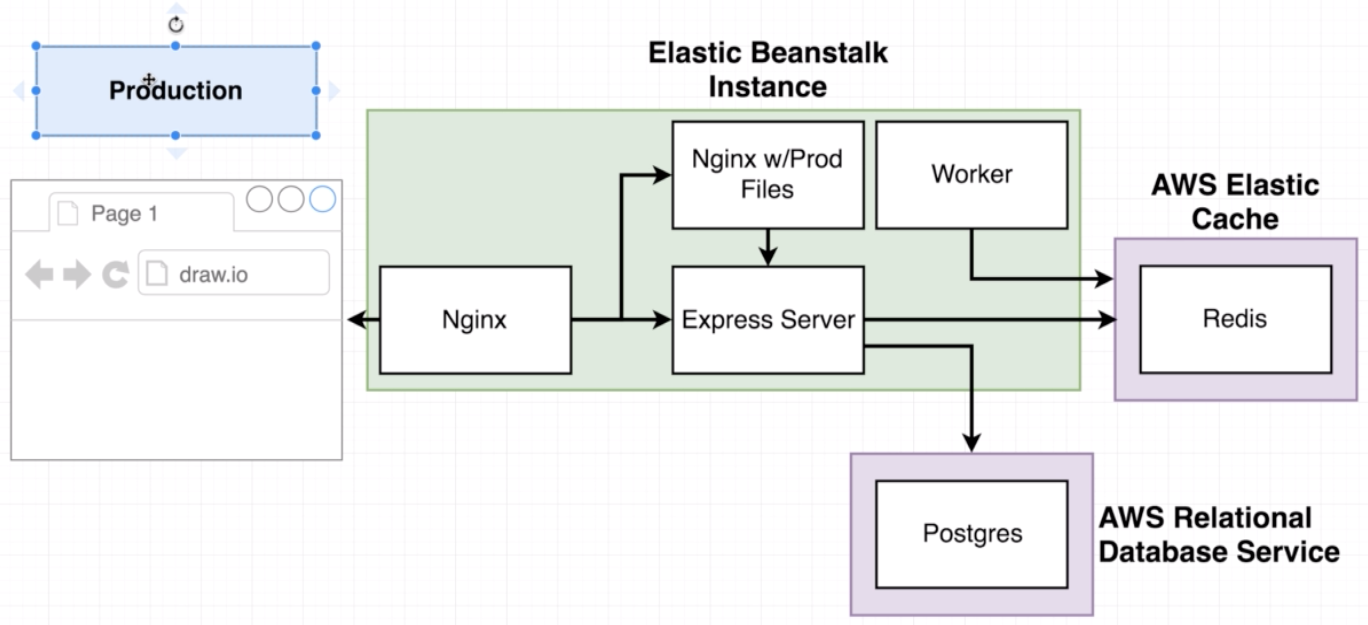 Production
Page 1
draw.io
Elastic Beanstalk
Instance
Nginx w/Prod
Files
Worker
Nginx
Express Server
AWS Elastic
Cache
Redis
Postgres
AWS Relational
Database Service